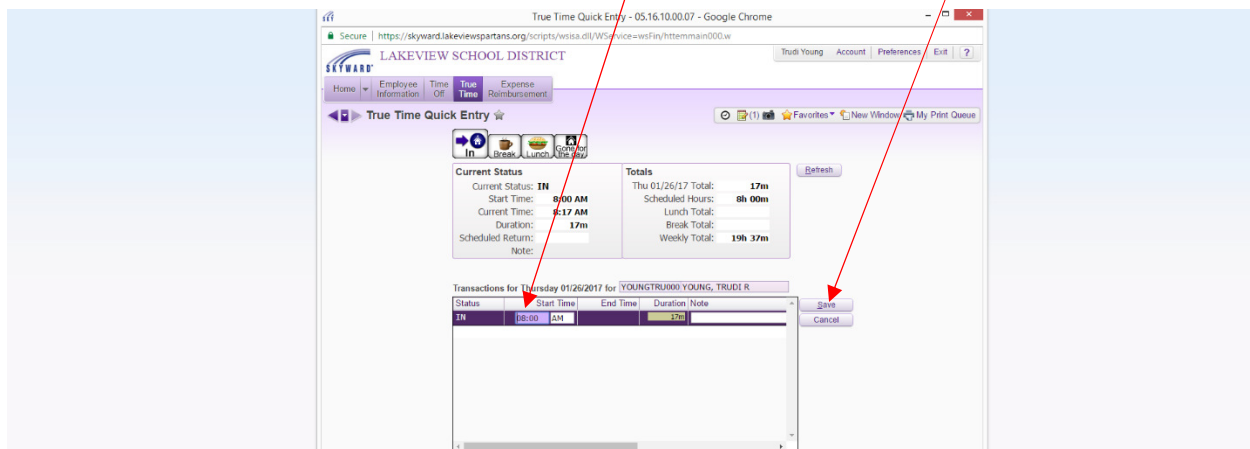 True Time Quick Entry - 05.16.10.00.07 - Google Chrome
Secure | https://skyward.lakeviewspartans.org/scripts/wsisa.dll/WService=wsFin/httemmain000.w
SKYWARD
LAKEVIEW SCHOOL DISTRICT
Trudi Young Account Preferences Exit ?
Home Employee Information Time Off True Time Expense Reimbursement
True Time Quick Entry
(1) Favorites New Window My Print Queue
In Break Lunch Gone for the day
Current Status
Current Status: IN
Start Time: 8:00 AM
Current Time: 8:17 AM
Duration: 17m
Scheduled Return:
Note:
Totals
Thu 01/26/17 Total: 17m
Scheduled Hours: 8h 00m
Lunch Total:
Break Total:
Weekly Total: 19h 37m
Refresh
Transactions for Thursday 01/26/2017 for YOUNGTRU000 YOUNG, TRUDI R
Status Start Time End Time Duration Note
IN 08:00 AM 17m
Save
Cancel